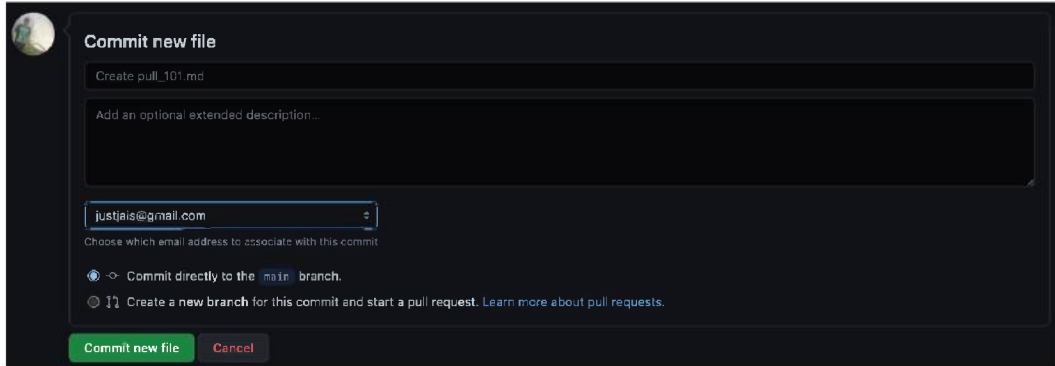 Commit new file
Create pull_101.md
Add an optional extended description...
justjais@gmail.com
Choose which email address to associate with this commit
Commit directly to the main branch.
Create a new branch for this commit and start a pull request. Learn more about pull requests.
Commit new file Cancel